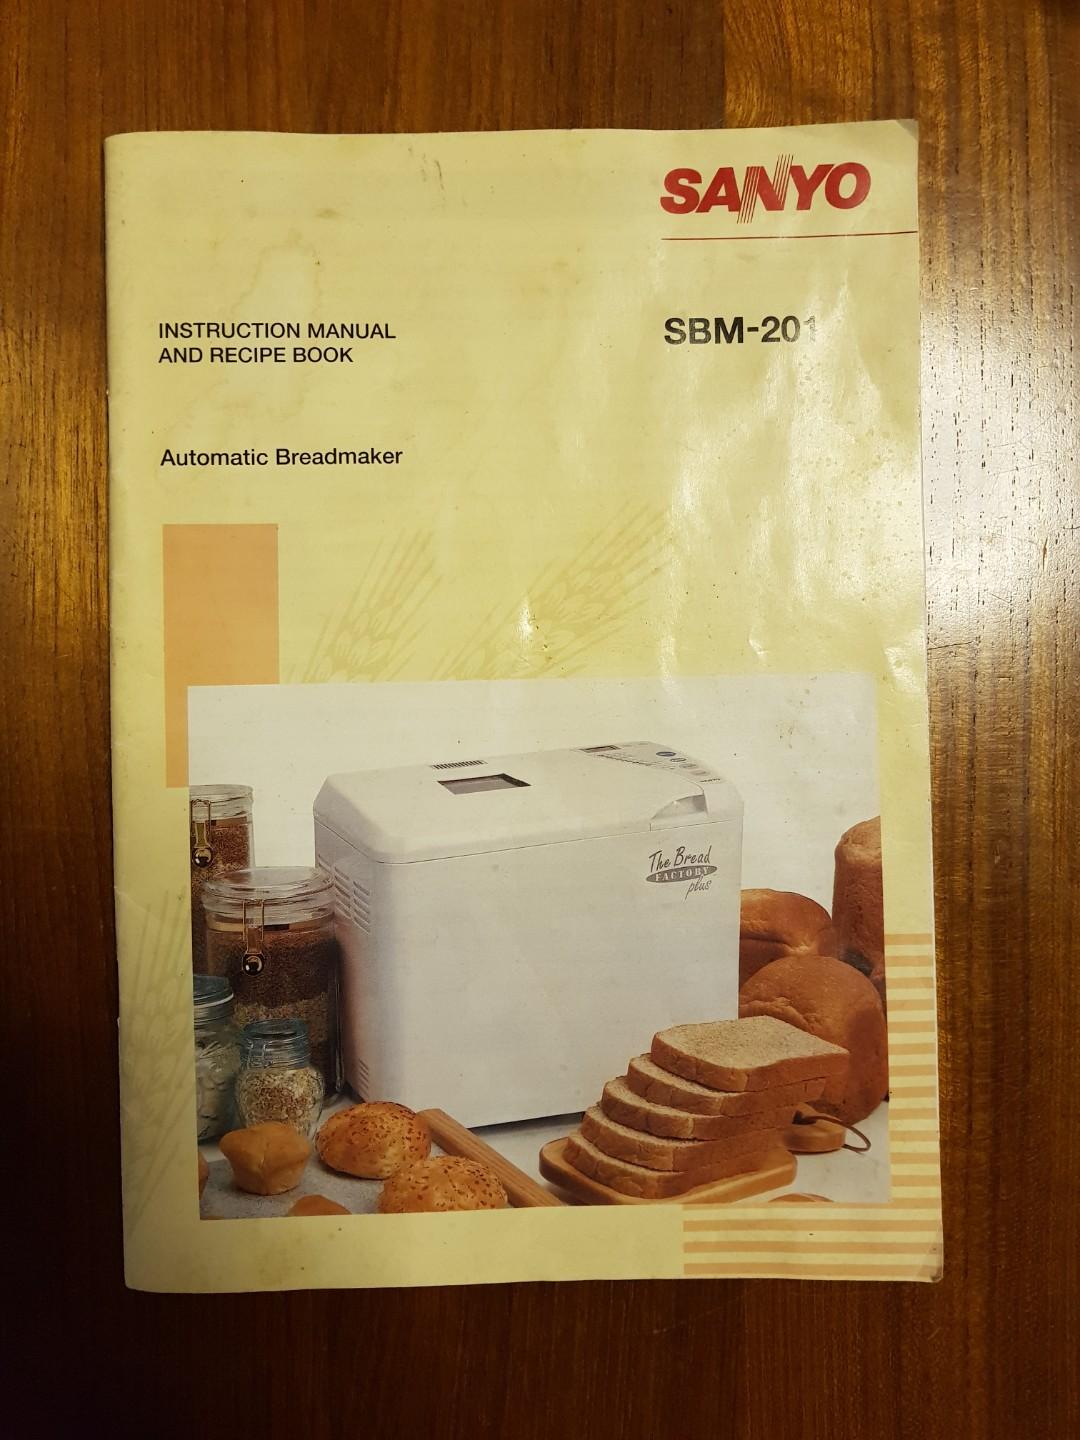 SANYO
INSTRUCTION MANUAL
AND RECIPE BOOK
SBM-201
Automatic Breadmaker
The Bread
FACTORY
plus